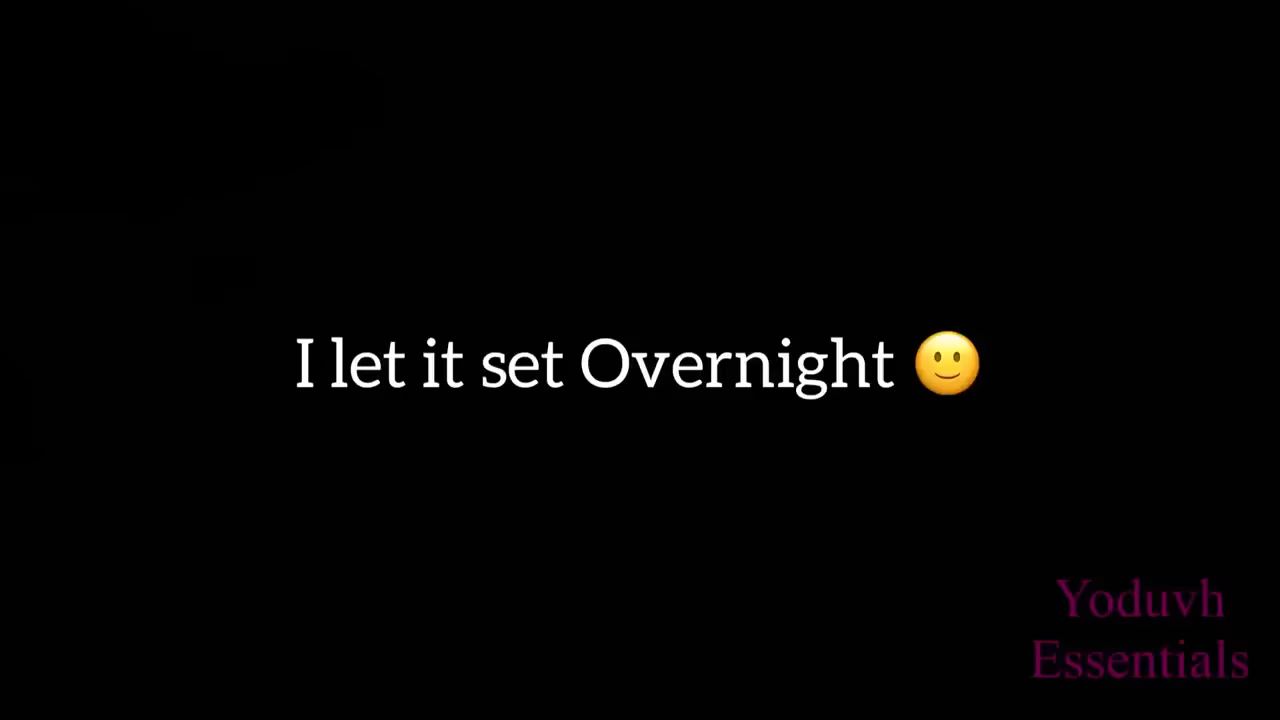 I let it set Overnight 🙂
Yoduvh
Essentials